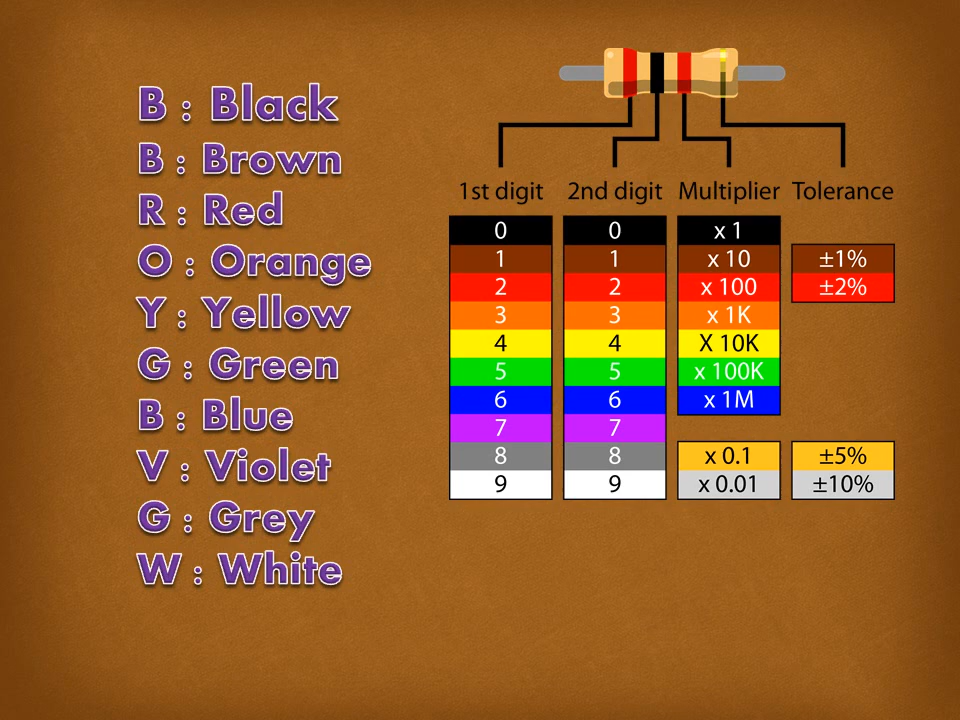 B : Black
B : Brown
R : Red
O : Orange
Y : Yellow
G : Green
B : Blue
V : Violet
G : Grey
W : White
1st digit 2nd digit Multiplier Tolerance
0 0 x 1
1 1 x 10 ±1%
2 2 x 100 ±2%
3 3 x 1K
4 4 X 10K
5 5 x 100K
6 6 x 1M
7 7
8 8 x 0.1 ±5%
9 9 x 0.01 ±10%